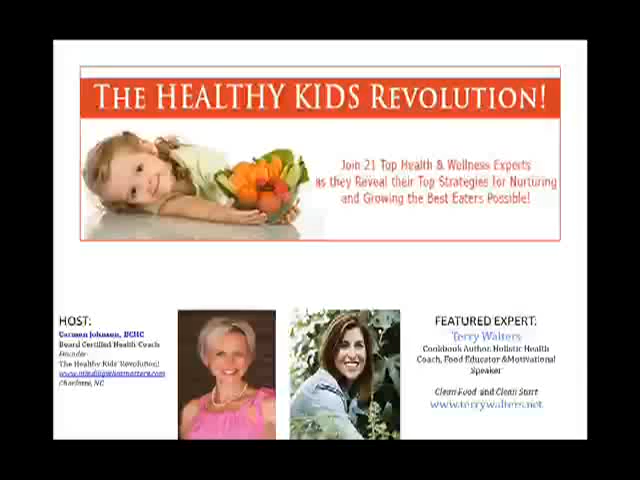 THE HEALTHY KIDS REVOLUTION!
Join 21 Top Health & Wellness Experts
as they Reveal their Top Strategies for Nurturing
and Growing the Best Eaters Possible!
HOST:
Carmen Johnson, BCHC
Board Certified Health Coach
Founder
The Healthy Kids' Revolution!
Charlotte, NC
FEATURED EXPERT:
Terry Walters
Cookbook Author, Holistic Health
Coach, Food Educator &Motivational
Speaker
Clean Food and Clean Start
www.terrywalters.net